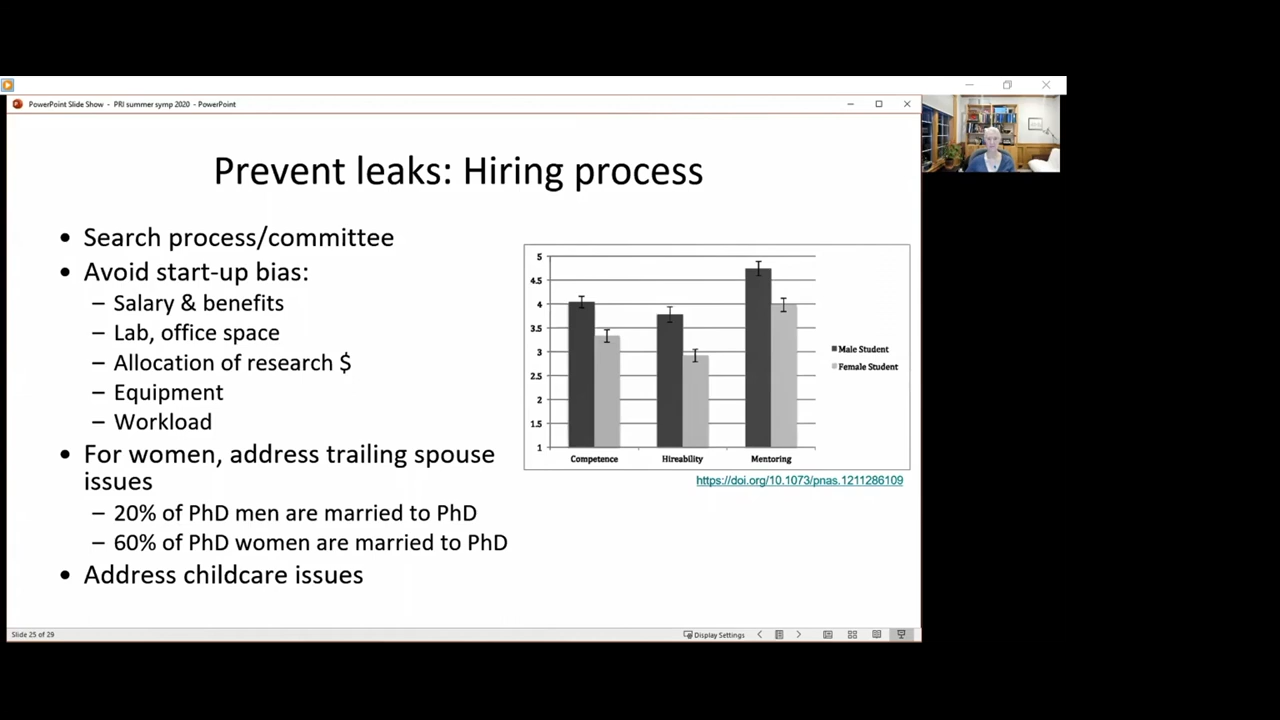 PowerPoint Slide Show - PRI summer symp 2020 - PowerPoint
Prevent leaks: Hiring process
• Search process/committee
• Avoid start-up bias:
– Salary & benefits
– Lab, office space
– Allocation of research $
– Equipment
– Workload
• For women, address trailing spouse
issues
– 20% of PhD men are married to PhD
– 60% of PhD women are married to PhD
• Address childcare issues
5
4.5
4
3.5
3
2.5
2
1.5
1
Competence Hireability Mentoring
Male Student
Female Student
https://doi.org/10.1073/pnas.1211286109
Slide 25 of 29
Display Settings